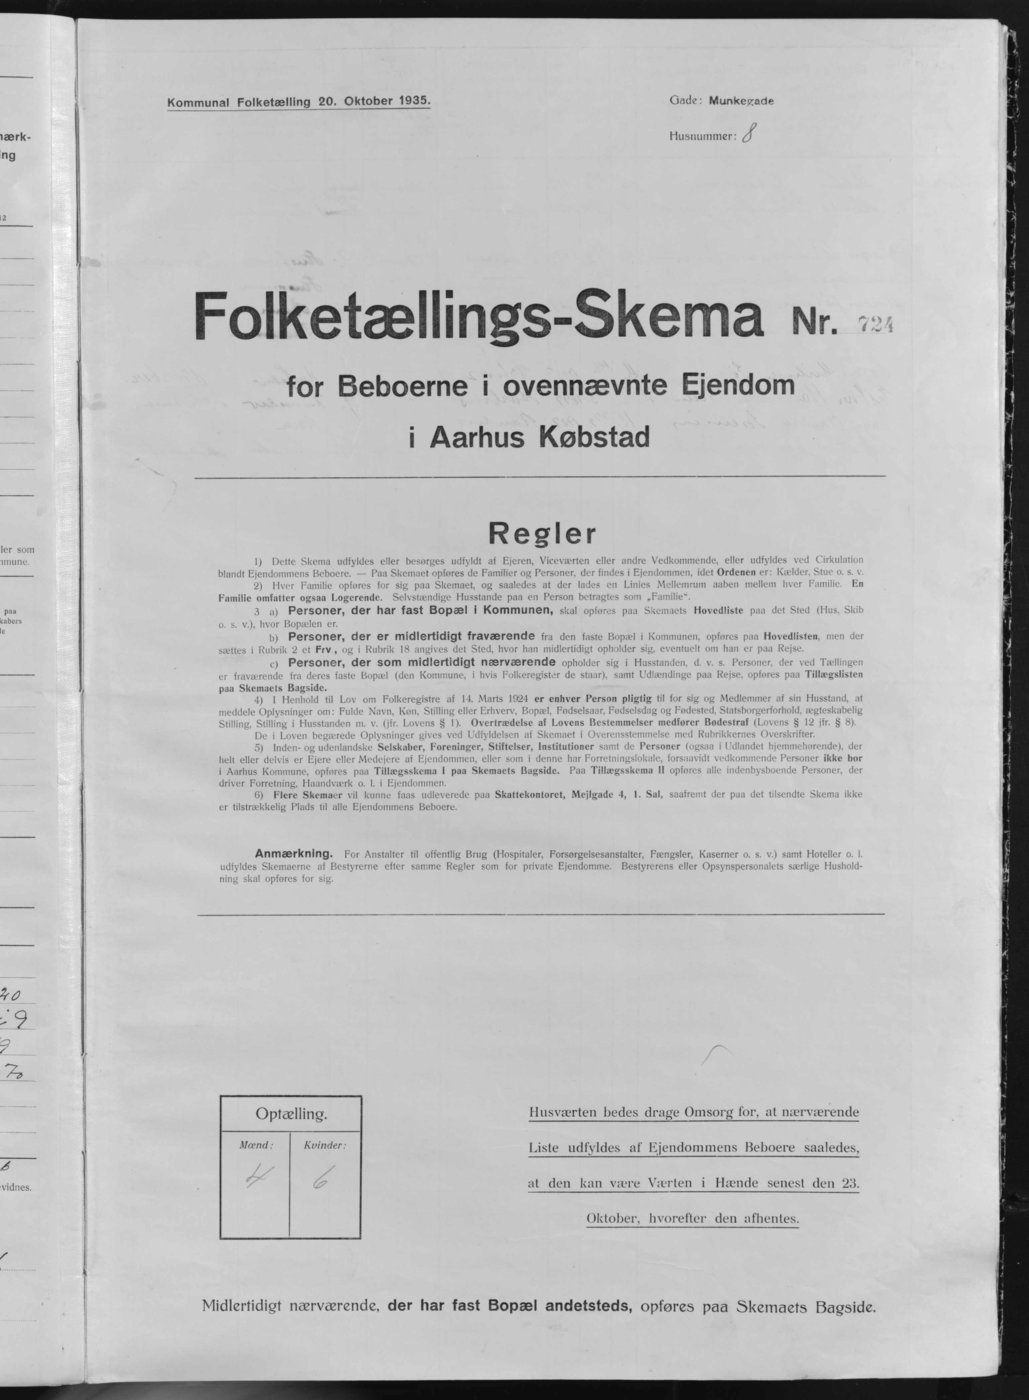 Kommunal Folketælling 20. Oktober 1935.
Gade: Munkegade
Husnummer: 8
Folketællings-Skema Nr. 724
for Beboerne i ovennævnte Ejendom
i Aarhus Købstad
Regler
1) Dette Skema udfyldes eller besørges udfyldt af Ejeren, Viceværten eller andre Vedkommende, eller udfyldes ved Cirkulation
blandt Ejendommens Beboere. — Paa Skemaet opføres de Familier og Personer, der findes i Ejendommen, idet Ordenen er: Kælder, Stue o. s. v.
2) Hver Familie opføres for sig paa Skemaet, og saaledes at der lades en Linies Mellemrum aaben mellem hver Familie. En
Familie omfatter ogsaa Logerende. Selvstændige Husstande paa en Person betragtes som „Familie“.
3 a) Personer, der har fast Bopæl i Kommunen, skal opføres paa Skemaets Hovedliste paa det Sted (Hus, Skib
o. s. v.), hvor Bopælen er.
b) Personer, der er midlertidigt fraværende fra den faste Bopæl i Kommunen, opføres paa Hovedlisten, men der
sættes i Rubrik 2 et Frv., og i Rubrik 18 angives det Sted, hvor han midlertidigt opholder sig, eventuelt om han er paa Rejse.
c) Personer, der som midlertidigt nærværende opholder sig i Husstanden, d. v. s. Personer, der ved Tællingen
er fraværende fra deres faste Bopæl (den Kommune, i hvis Folkeregister de staar), samt Udlændinge paa Rejse, opføres paa Tillægslisten
paa Skemaets Bagside.
4) I Henhold til Lov om Folkeregistre af 14. Marts 1924 er enhver Person pligtig til for sig og Medlemmer af sin Husstand, at
meddele Oplysninger om: Fulde Navn, Køn, Stilling eller Erhverv, Bopæl, Fødselsaar, Fødselsdag og Fødested, Statsborgerforhold, ægteskabelig
Stilling, Stilling i Husstanden m. v. (jfr. Lovens § 1). Overtrædelse af Lovens Bestemmelser medfører Bødestraf (Lovens § 12 jfr. § 8).
De i Loven begærede Oplysninger gives ved Udfyldelsen af Skemaet i Overensstemmelse med Rubrikkernes Overskrifter.
5) Inden- og udenlandske Selskaber, Foreninger, Stiftelser, Institutioner samt de Personer (ogsaa i Udlandet hjemmehørende), der
helt eller delvis er Ejere eller Medejere af Ejendommen, eller som i denne har Forretningslokale, forsaavidt vedkommende Personer ikke bor
i Aarhus Kommune, opføres paa Tillægsskema I paa Skemaets Bagside. Paa Tillægsskema II opføres alle indenbysboende Personer, der
driver Forretning, Haandværk o. l. i Ejendommen.
6) Flere Skemaer vil kunne faas udleverede paa Skattekontoret, Mejlgade 4, 1. Sal, saafremt der paa det tilsendte Skema ikke
er tilstrækkelig Plads til alle Ejendommens Beboere.
Anmærkning. For Anstalter til offentlig Brug (Hospitaler, Forsørgelsesanstalter, Fængsler, Kaserner o. s. v.) samt Hoteller o. l.
udfyldes Skemaerne af Bestyrerne efter samme Regler som for private Ejendomme. Bestyrerens eller Opsynspersonalets særlige Hushold-
ning skal opføres for sig.
Optælling.
Mænd: Kvinder:
4 6
Husværten bedes drage Omsorg for, at nærværende
Liste udfyldes af Ejendommens Beboere saaledes,
at den kan være Værten i Hænde senest den 23.
Oktober, hvorefter den afhentes.
Midlertidigt nærværende, der har fast Bopæl andetsteds, opføres paa Skemaets Bagside.